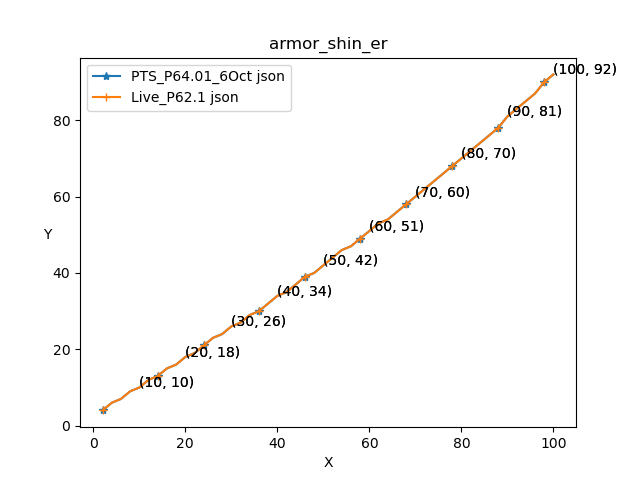 armor_shin_er
PTS_P64.01_6Oct json
Live_P62.1 json
(100, 92)
(90, 81)
80
(80, 70)
(70, 60)
60
(60, 51)
Y
(50, 42)
40
(40, 34)
(30, 26)
20
(20, 18)
(10, 10)
0
0 20 40 60 80 100
X